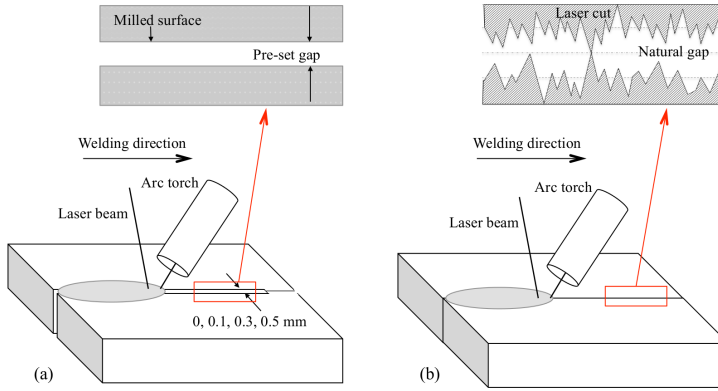 Milled surface
Pre-set gap
Welding direction
Arc torch
Laser beam
0, 0.1, 0.3, 0.5 mm
(a)
Laser cut
Natural gap
Welding direction
Arc torch
Laser beam
(b)